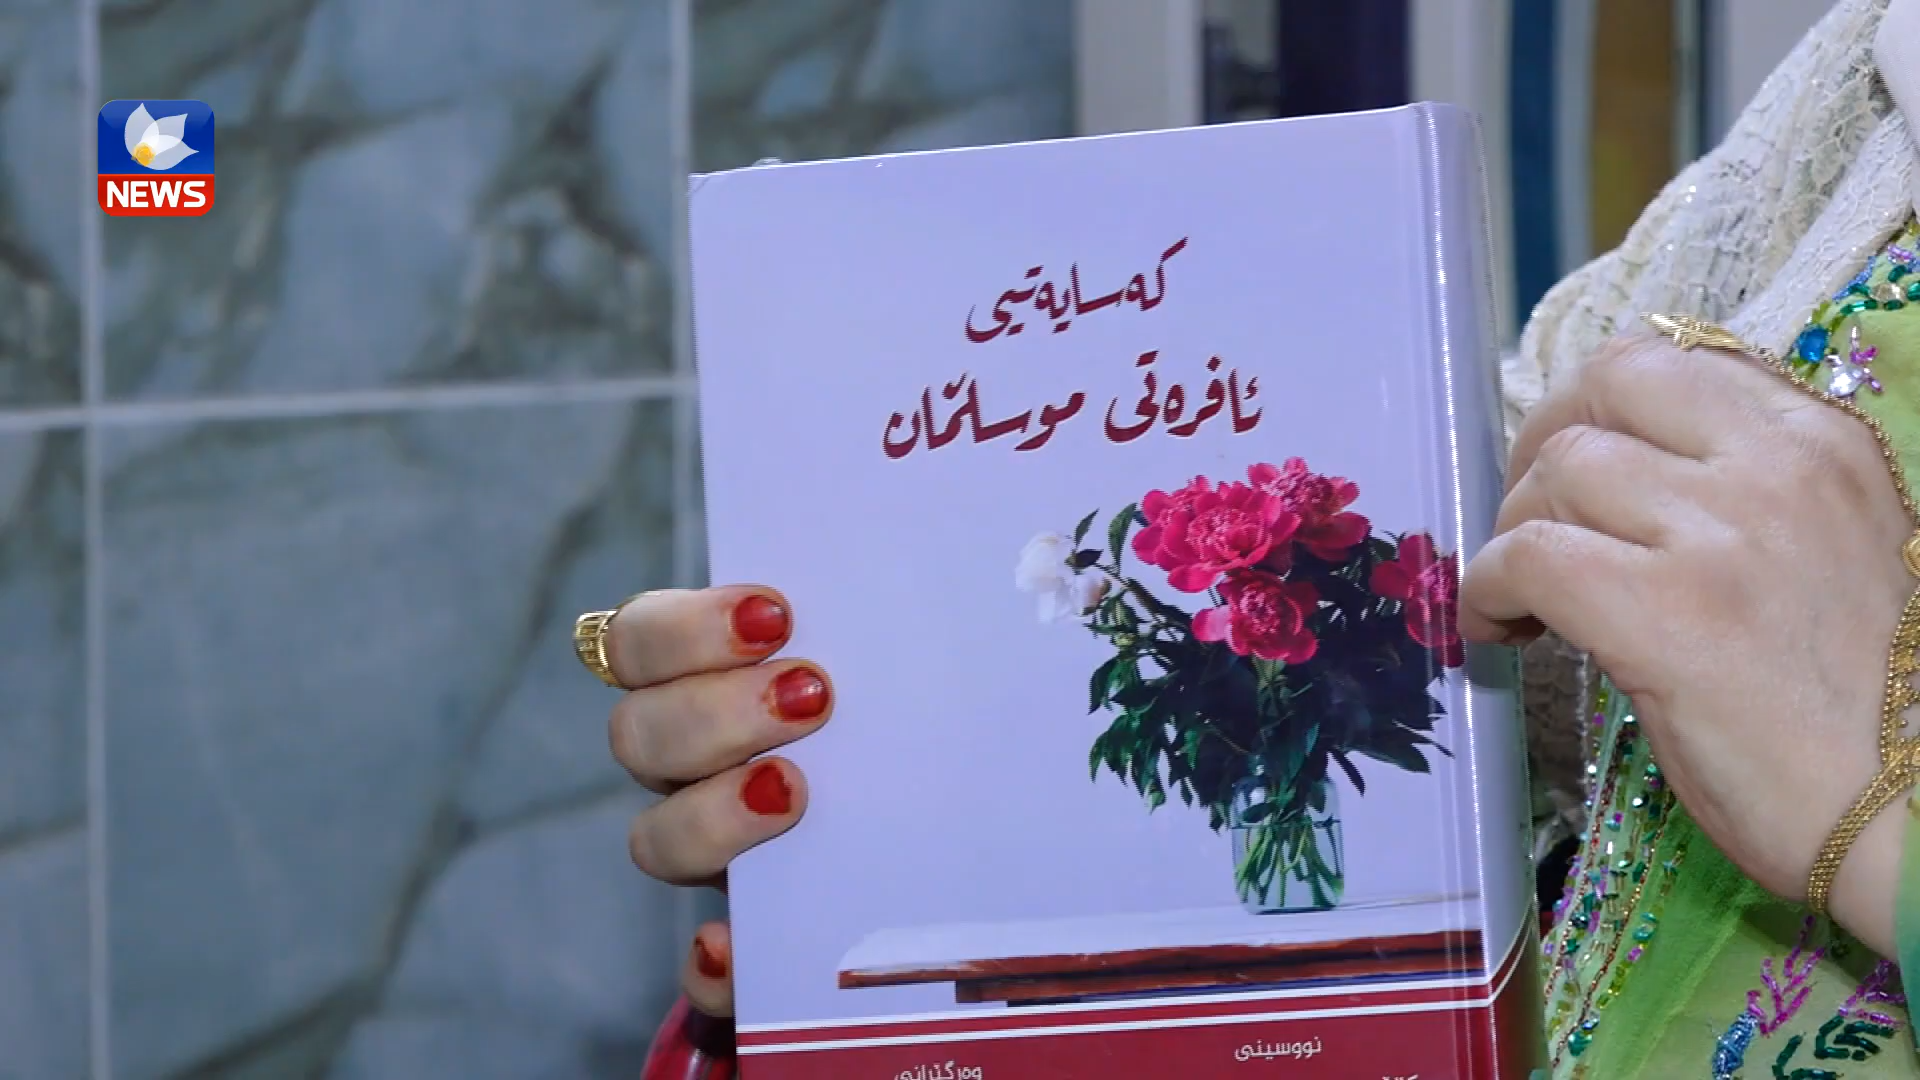 NEWS
کەسایەتیی
ئافرەتی موسڵمان
نووسینی
وەرگێڕانی